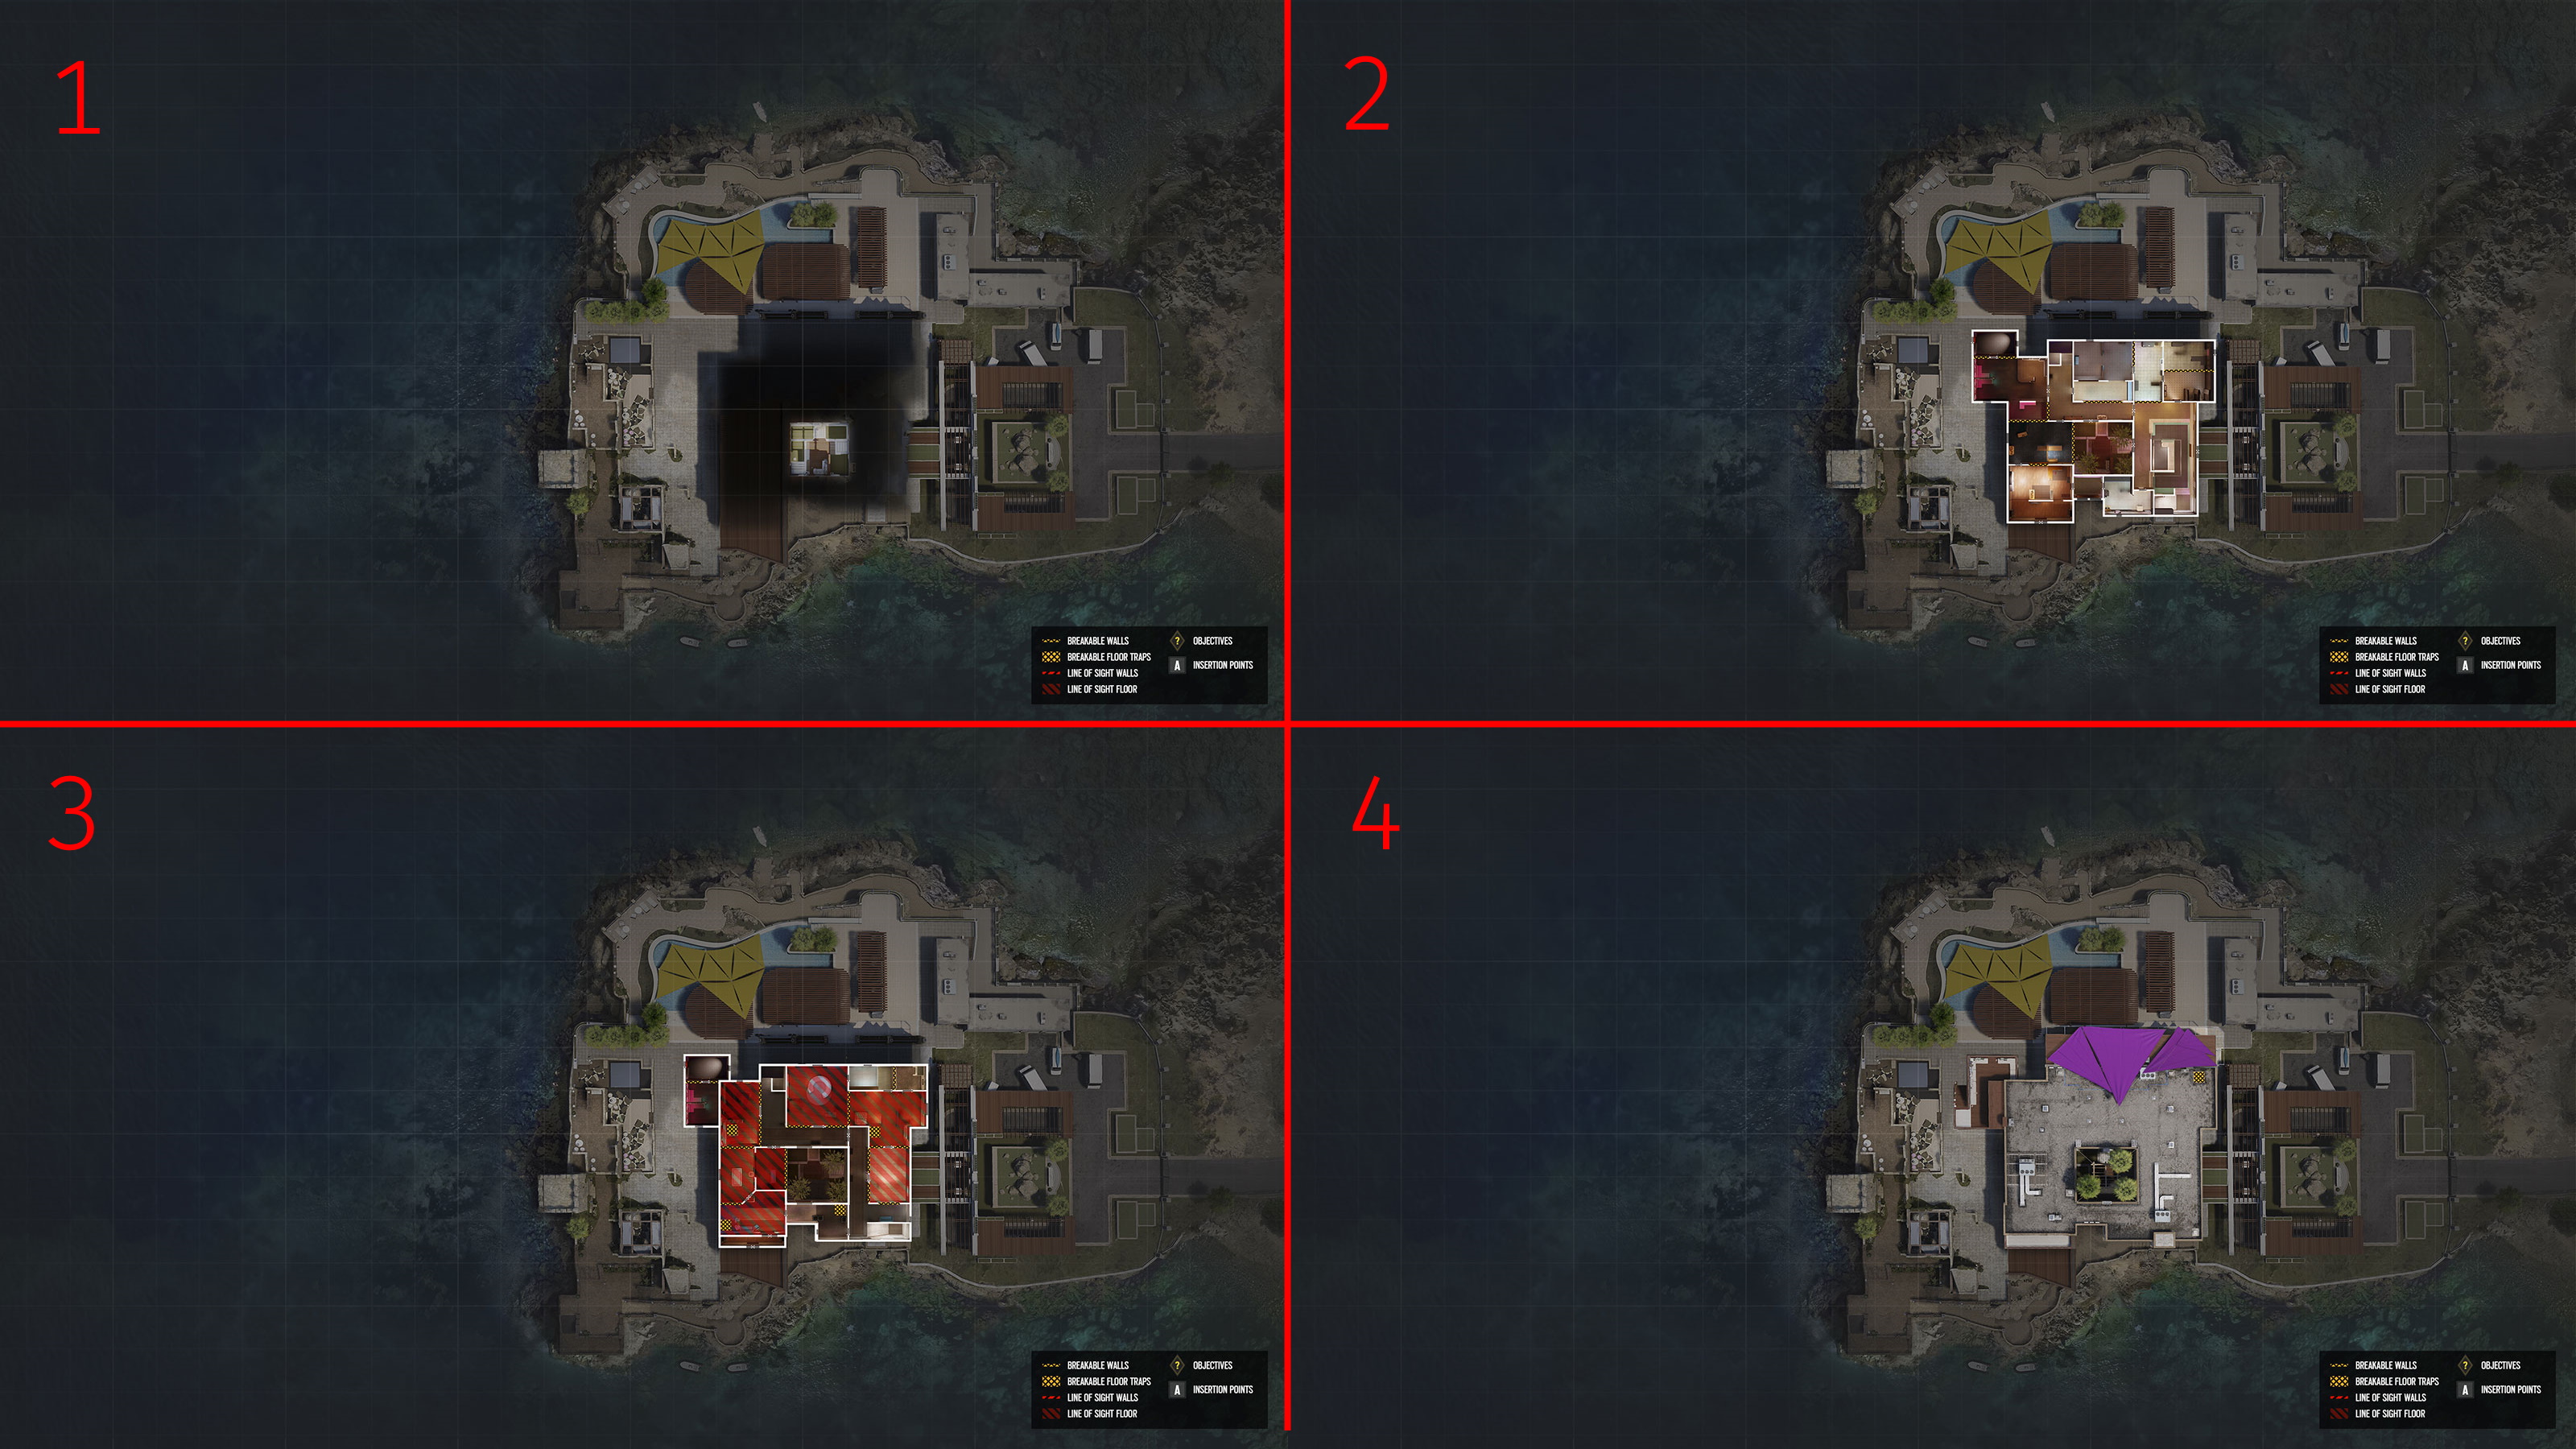 1
2
BREAKABLE WALLS
BREAKABLE FLOOR TRAPS
LINE OF SIGHT WALLS
LINE OF SIGHT FLOOR
? OBJECTIVES
A INSERTION POINTS
BREAKABLE WALLS
BREAKABLE FLOOR TRAPS
LINE OF SIGHT WALLS
LINE OF SIGHT FLOOR
? OBJECTIVES
A INSERTION POINTS
3
4
BREAKABLE WALLS
BREAKABLE FLOOR TRAPS
LINE OF SIGHT WALLS
LINE OF SIGHT FLOOR
? OBJECTIVES
A INSERTION POINTS
BREAKABLE WALLS
BREAKABLE FLOOR TRAPS
LINE OF SIGHT WALLS
LINE OF SIGHT FLOOR
? OBJECTIVES
A INSERTION POINTS